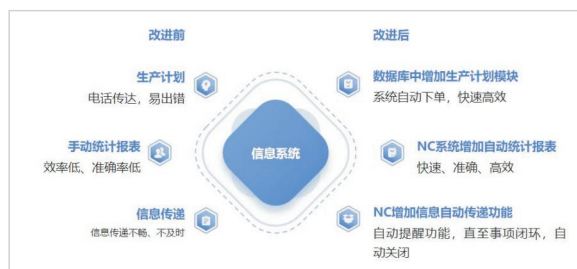 改进前
改进后
生产计划
电话传达，易出错
数据库中增加生产计划模块
系统自动下单，快速高效
手动统计报表
效率低、准确率低
信息系统
NC系统增加自动统计报表
快速、准确、高效
信息传递
信息传递不畅、不及时
NC增加信息自动传递功能
自动提醒功能，直至事项闭环，自
动关闭